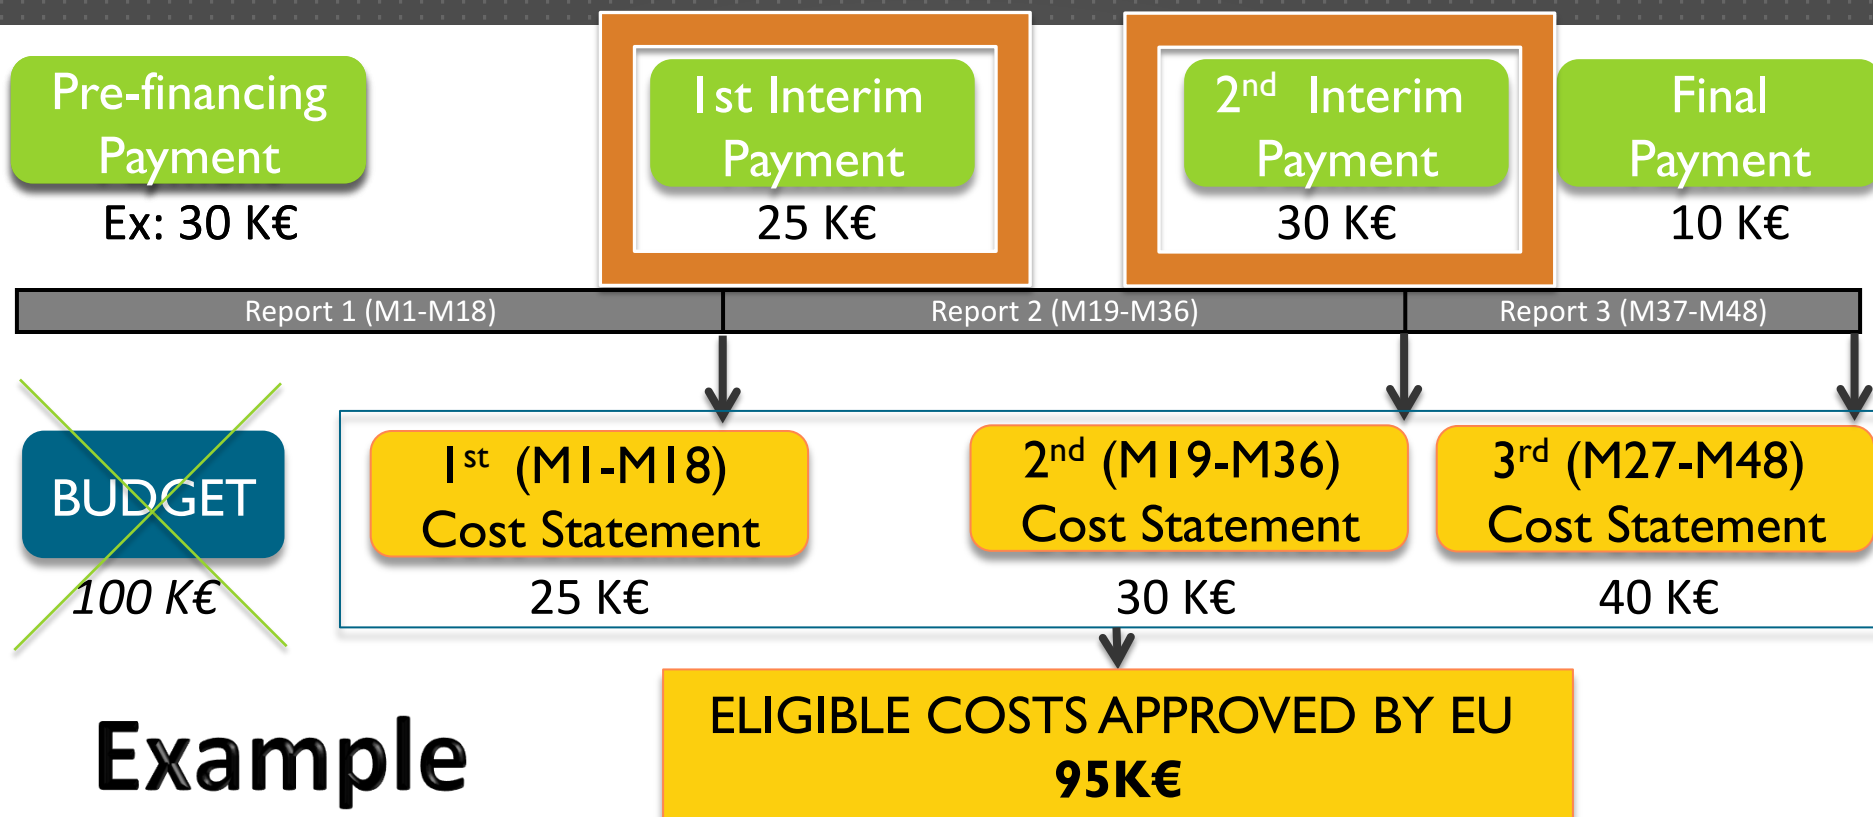 Pre-financing
Payment
Ex: 30 K€
1st Interim
Payment
25 K€
2nd Interim
Payment
30 K€
Final
Payment
10 K€
Report 1 (M1-M18)
Report 2 (M19-M36)
Report 3 (M37-M48)
BUDGET
100 K€
1st (M1-M18)
Cost Statement
25 K€
2nd (M19-M36)
Cost Statement
30 K€
3rd (M27-M48)
Cost Statement
40 K€
Example
ELIGIBLE COSTS APPROVED BY EU
95K€